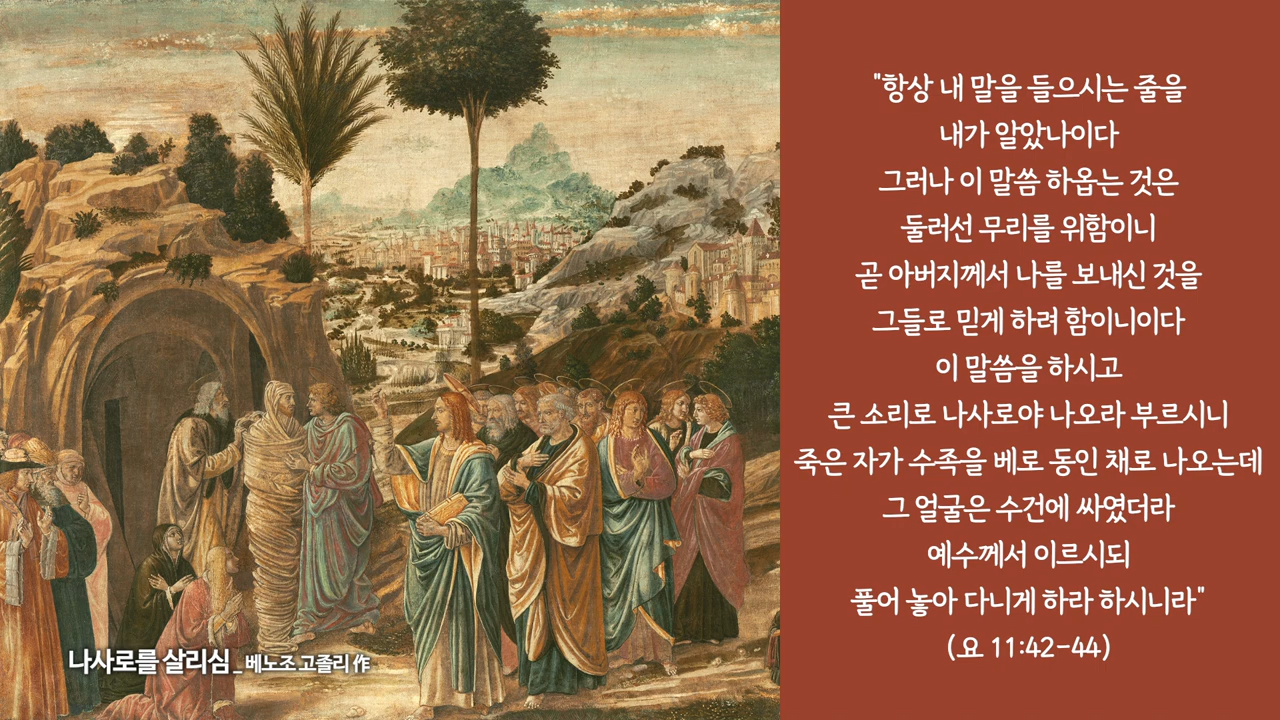 "항상 내 말을 들으시는 줄을
내가 알았나이다
그러나 이 말씀 하옵는 것은
둘러선 무리를 위함이니
곧 아버지께서 나를 보내신 것을
그들로 믿게 하려 함이니이다
이 말씀을 하시고
큰 소리로 나사로야 나오라 부르시니
죽은 자가 수족을 베로 동인 채로 나오는데
그 얼굴은 수건에 싸였더라
예수께서 이르시되
풀어 놓아 다니게 하라 하시니라"
(요 11:42-44)
나사로를 살리심_베노조 고졸리 作